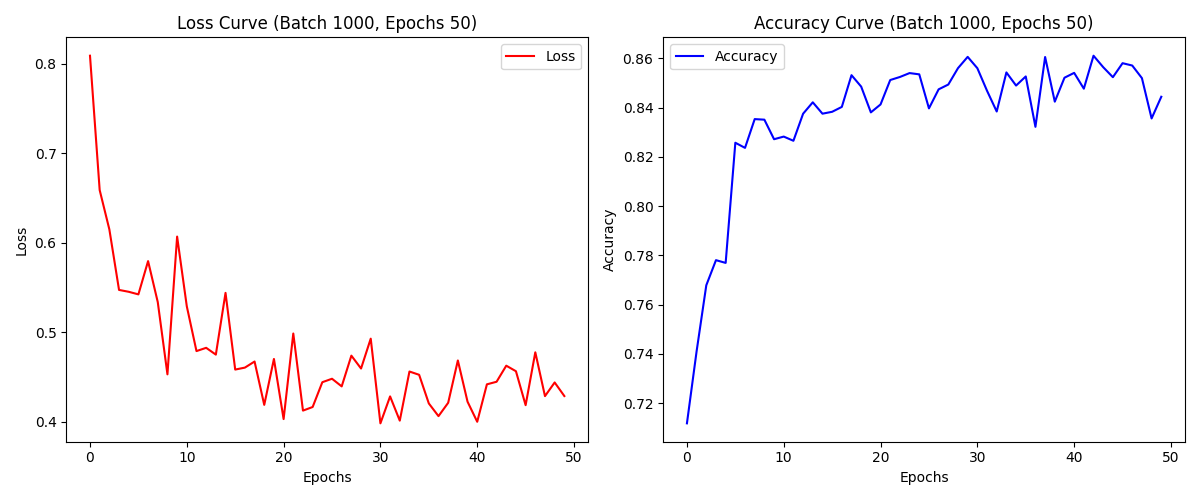 Loss Curve (Batch 1000, Epochs 50)
Loss
0.8
0.7
0.6
0.5
0.4
Loss
0 10 20 30 40 50
Epochs
Accuracy Curve (Batch 1000, Epochs 50)
Accuracy
0.86
0.84
0.82
0.80
0.78
0.76
0.74
0.72
Accuracy
0 10 20 30 40 50
Epochs